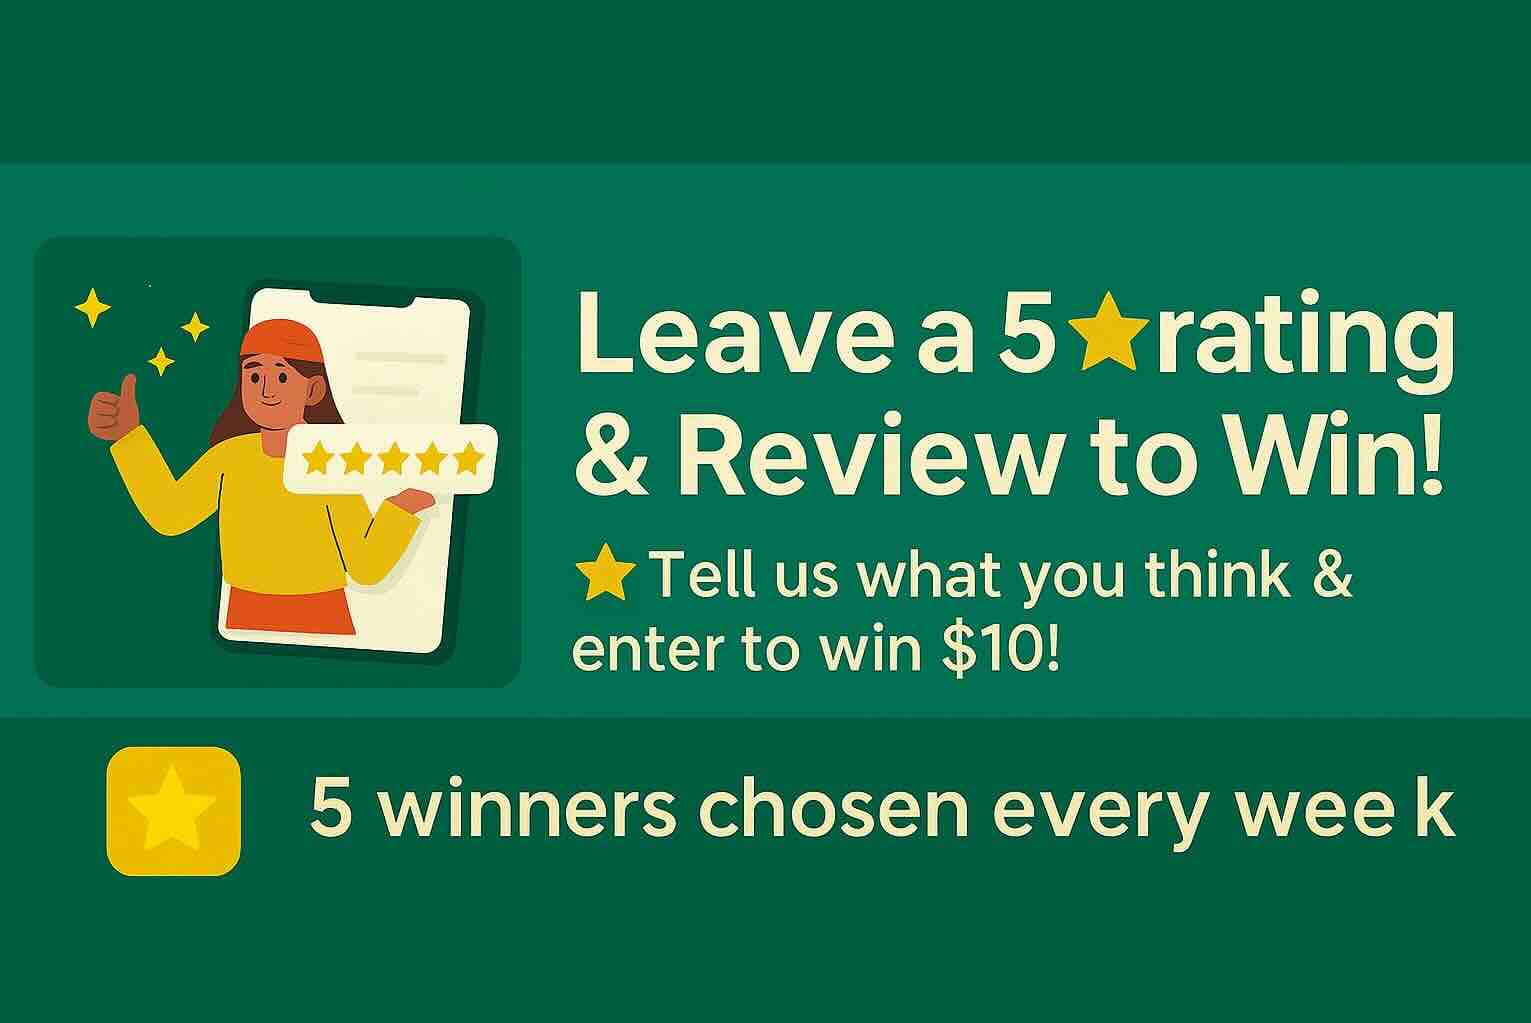 Leave a 5★rating
& Review to Win!
★Tell us what you think &
enter to win $10!
5 winners chosen every wee k